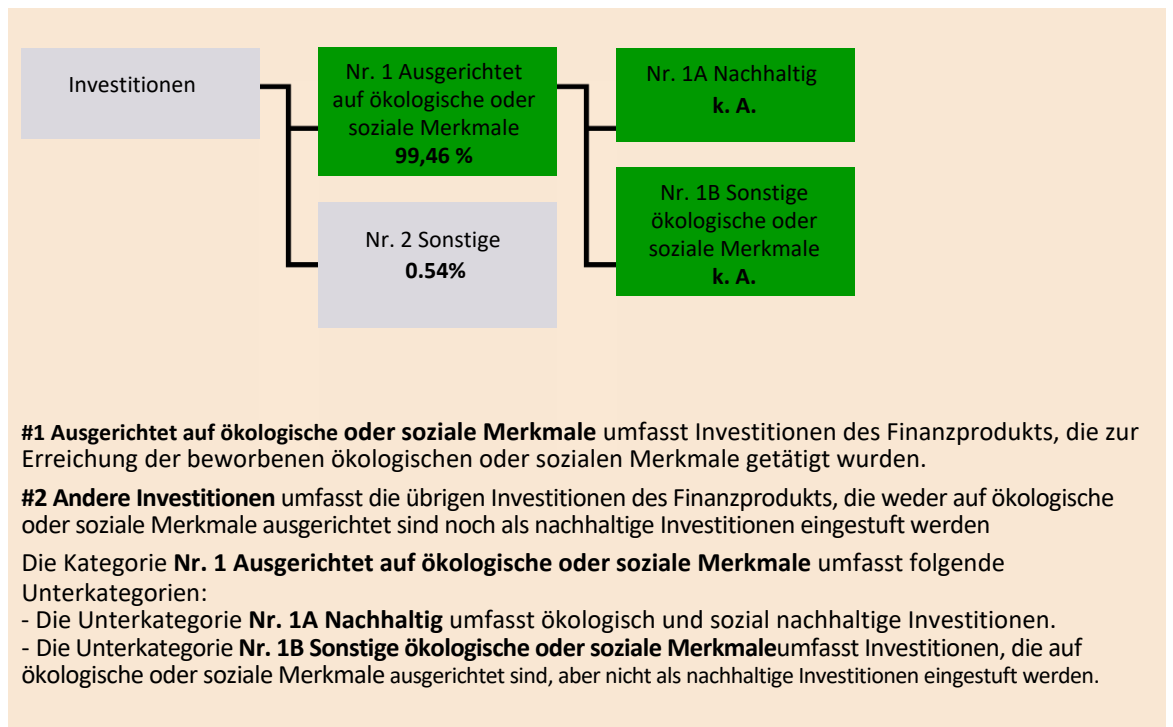 Investitionen
Nr. 1 Ausgerichtet
auf ökologische oder
soziale Merkmale
99,46 %
Nr. 2 Sonstige
0.54%
Nr. 1A Nachhaltig
k. A.
Nr. 1B Sonstige
ökologische oder
soziale Merkmale
k. A.
#1 Ausgerichtet auf ökologische oder soziale Merkmale umfasst Investitionen des Finanzprodukts, die zur
Erreichung der beworbenen ökologischen oder sozialen Merkmale getätigt wurden.
#2 Andere Investitionen umfasst die übrigen Investitionen des Finanzprodukts, die weder auf ökologische
oder soziale Merkmale ausgerichtet sind noch als nachhaltige Investitionen eingestuft werden
Die Kategorie Nr. 1 Ausgerichtet auf ökologische oder soziale Merkmale umfasst folgende
Unterkategorien:
- Die Unterkategorie Nr. 1A Nachhaltig umfasst ökologisch und sozial nachhaltige Investitionen.
- Die Unterkategorie Nr. 1B Sonstige ökologische oder soziale Merkmaleumfasst Investitionen, die auf
ökologische oder soziale Merkmale ausgerichtet sind, aber nicht als nachhaltige Investitionen eingestuft werden.